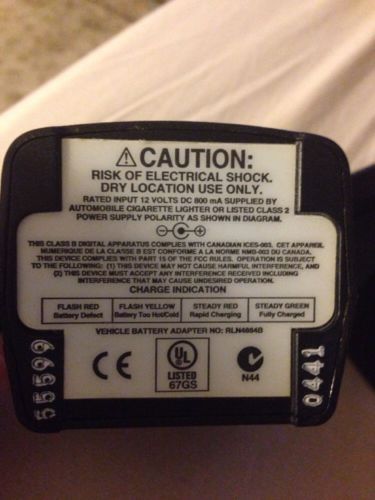 ⚠ CAUTION:
RISK OF ELECTRICAL SHOCK.
DRY LOCATION USE ONLY.
RATED INPUT 12 VOLTS DC 800 mA SUPPLIED BY
AUTOMOBILE CIGARETTE LIGHTER OR LISTED CLASS 2
POWER SUPPLY POLARITY AS SHOWN IN DIAGRAM.
THIS CLASS B DIGITAL APPARATUS COMPLIES WITH CANADIAN ICES-003. CET APPAREIL
NUMERIQUE DE LA CLASSE B EST CONFORME A LA NORME NMB-003 DU CANADA.
THIS DEVICE COMPLIES WITH PART 15 OF THE FCC RULES. OPERATION IS SUBJECT
TO THE FOLLOWING: (1) THIS DEVICE MAY NOT CAUSE HARMFUL INTERFERENCE, AND
(2) THIS DEVICE MUST ACCEPT ANY INTERFERENCE RECEIVED INCLUDING
INTERFERENCE THAT MAY CAUSE UNDESIRED OPERATION.
CHARGE INDICATION
FLASH RED
Battery Defect
FLASH YELLOW
Battery Too Hot/Cold
STEADY RED
Rapid Charging
STEADY GREEN
Fully Charged
VEHICLE BATTERY ADAPTER NO: RLN4884B
CE
UL
LISTED
67GS
N44
55599
0441